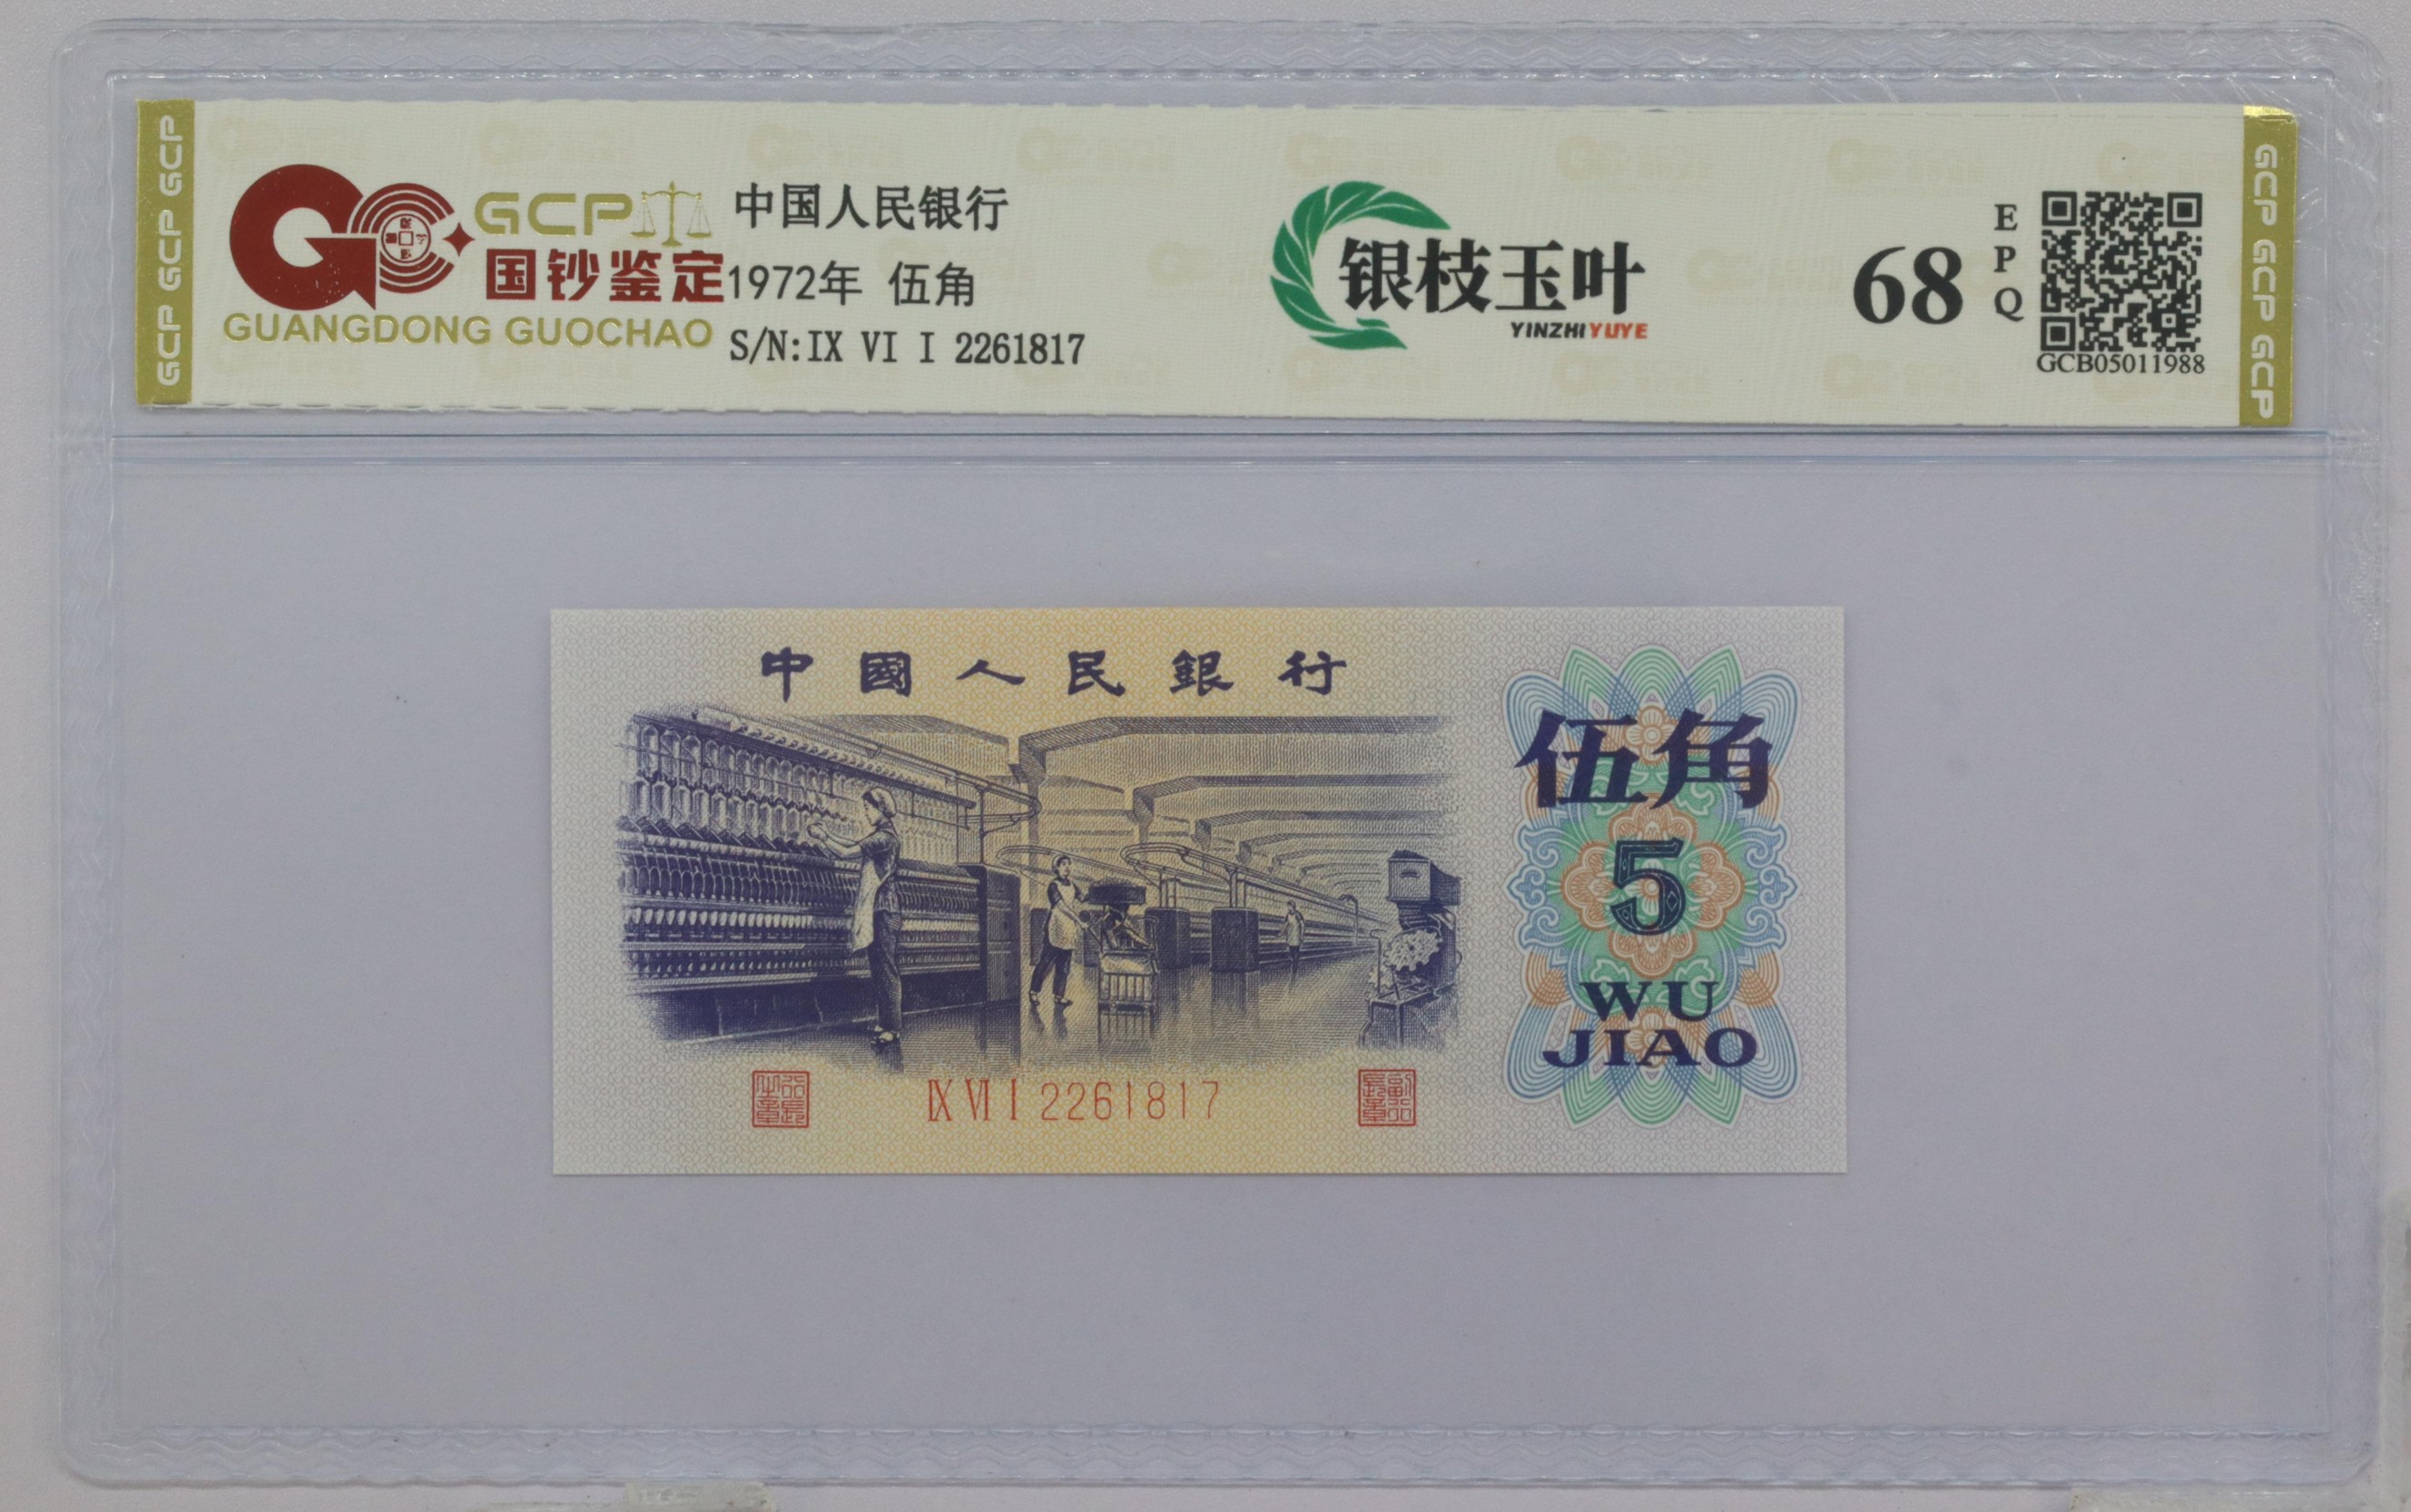 GCP GCP GCP
GCP
国钞鉴定
GUANGDONG GUOCHAO
中国人民银行
1972年 伍角
S/N:IX VI I 2261817
银枝玉叶
YINZHIYUYE
68
EPQ
GCB05011988
GCP GCP GCP
中國人民銀行
伍角
5
WU
JIAO
IX VI I 2261817